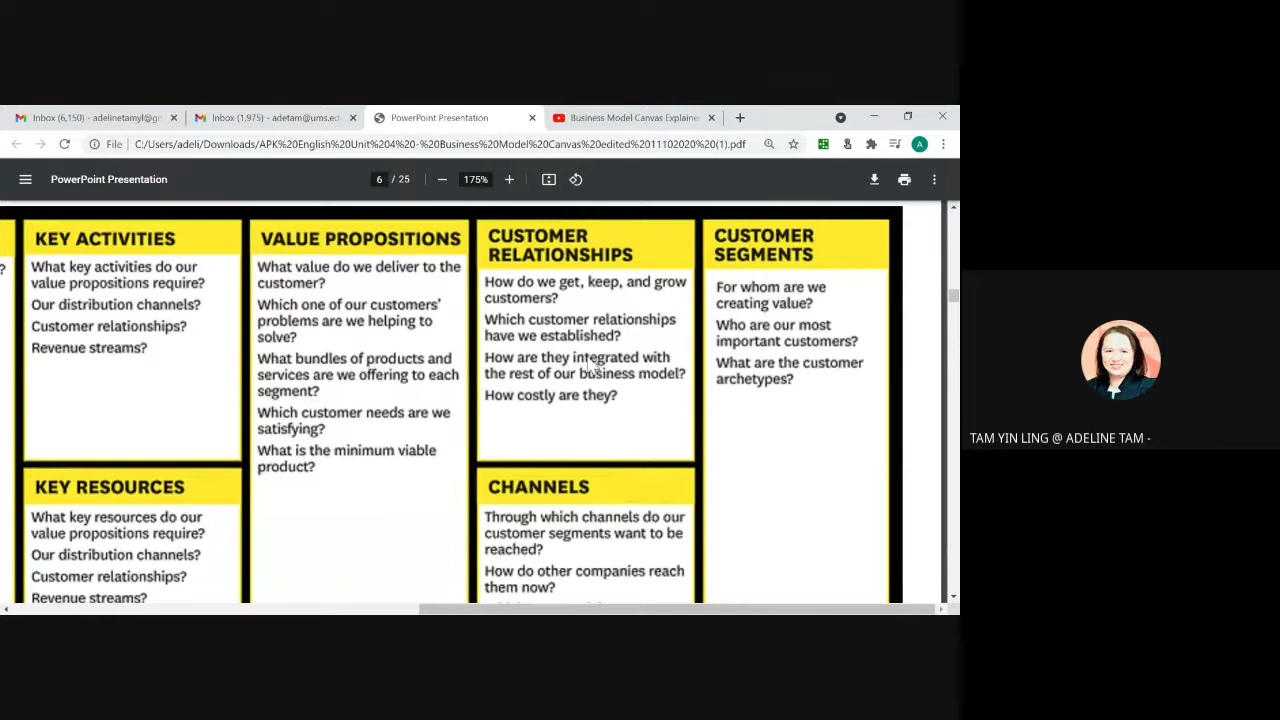 Inbox (6,150) - adelinetamyl@gm
Inbox (1,975) - adetam@ums.ed
PowerPoint Presentation
Business Model Canvas Explaine
File
C:/Users/adeli/Downloads/APK%20English%20Unit%204%20-%20Business%20Model%20Canvas%20edited%2011102020%20(1).pdf
A
PowerPoint Presentation
6 / 25
175%
?
KEY ACTIVITIES
What key activities do our
value propositions require?
Our distribution channels?
Customer relationships?
Revenue streams?
KEY RESOURCES
What key resources do our
value propositions require?
Our distribution channels?
Customer relationships?
Revenue streams?
VALUE PROPOSITIONS
What value do we deliver to the
customer?
Which one of our customers'
problems are we helping to
solve?
What bundles of products and
services are we offering to each
segment?
Which customer needs are we
satisfying?
What is the minimum viable
product?
CUSTOMER
RELATIONSHIPS
How do we get, keep, and grow
customers?
Which customer relationships
have we established?
How are they integrated with
the rest of our business model?
How costly are they?
CHANNELS
Through which channels do our
customer segments want to be
reached?
How do other companies reach
them now?
CUSTOMER
SEGMENTS
For whom are we
creating value?
Who are our most
important customers?
What are the customer
archetypes?
TAM YIN LING @ ADELINE TAM -